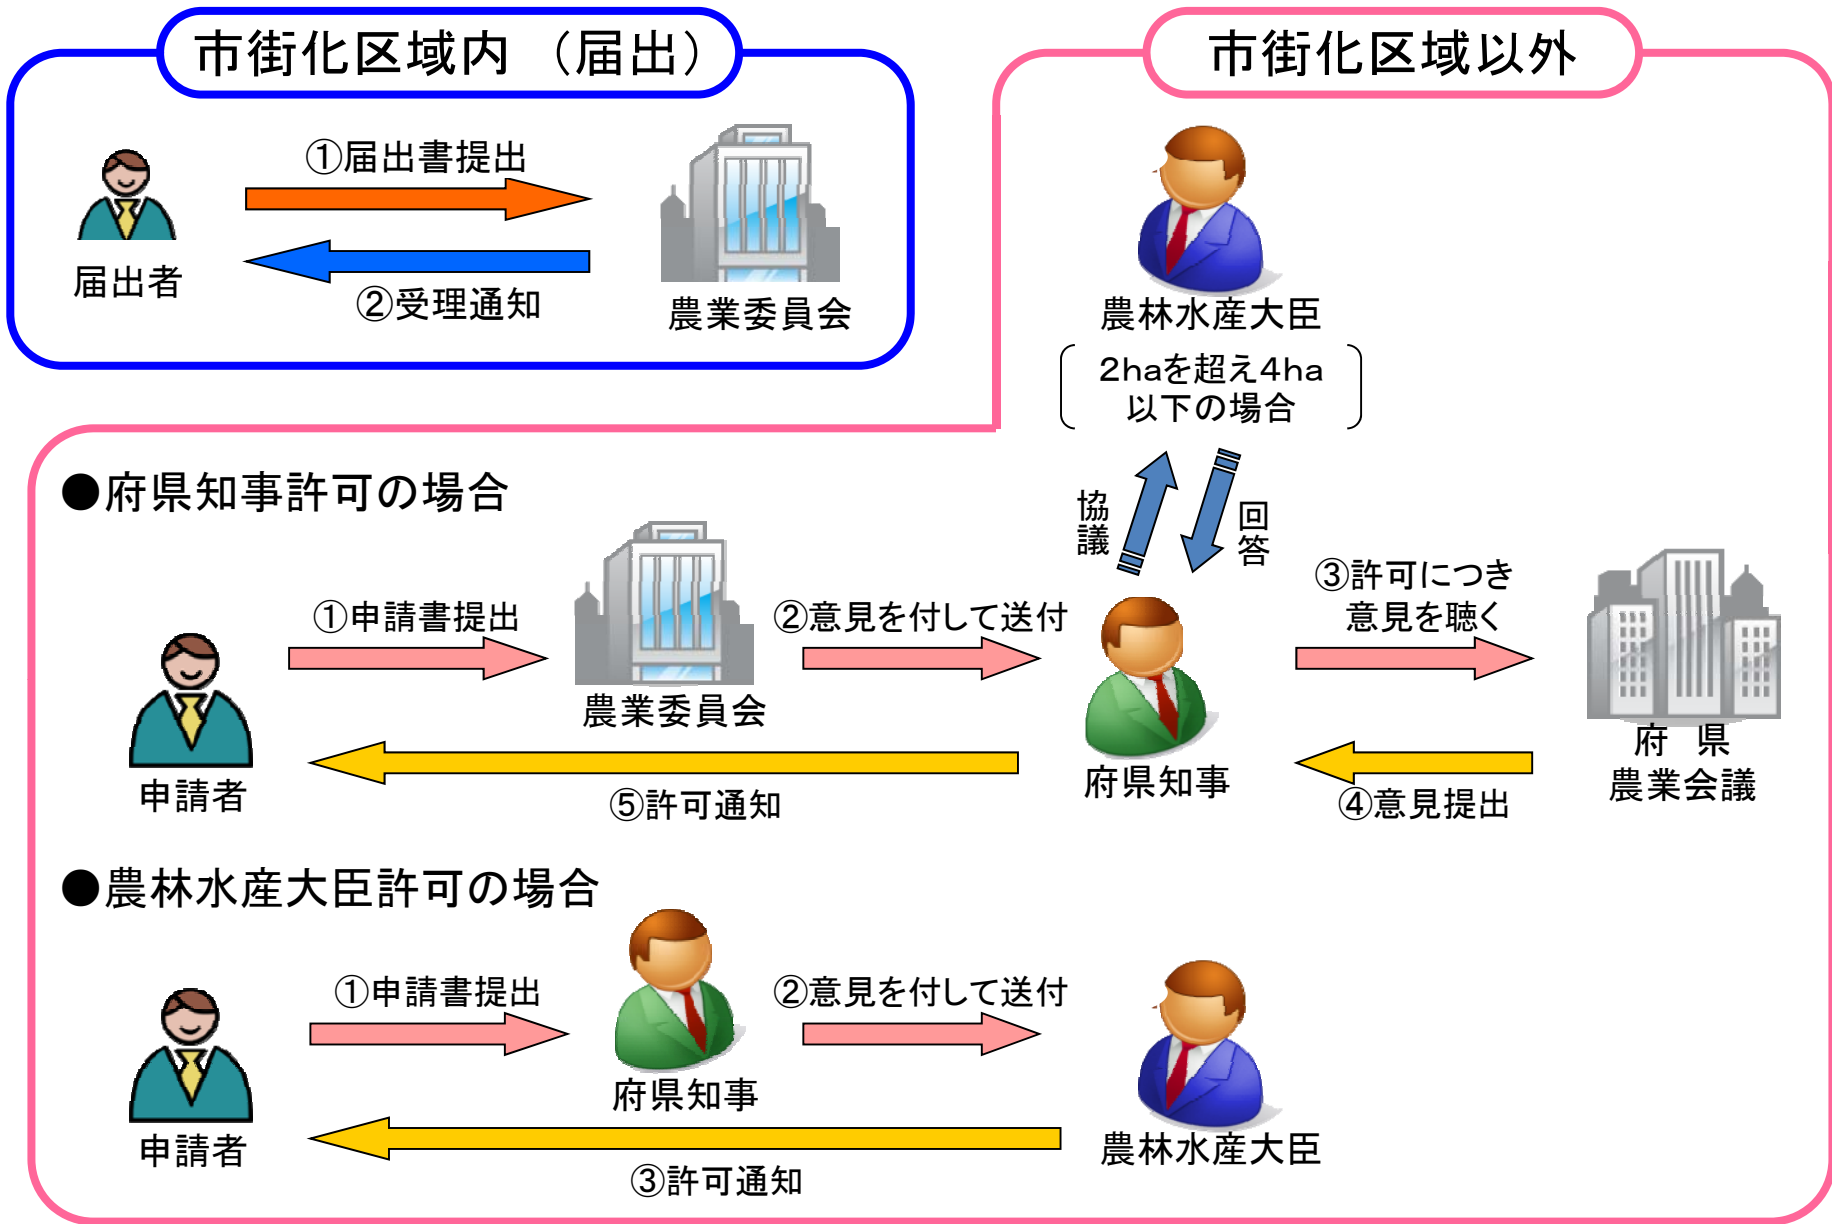 市街化区域内　（届出）
①届出書提出
届出者
②受理通知
農業委員会
市街化区域以外
農林水産大臣
２ｈａを超え４ｈａ
以下の場合
●府県知事許可の場合
協議
回答
①申請書提出
②意見を付して送付
③許可につき
意見を聴く
農業委員会
申請者
府県知事
府　県
農業会議
⑤許可通知
④意見提出
●農林水産大臣許可の場合
①申請書提出
②意見を付して送付
府県知事
申請者
農林水産大臣
③許可通知